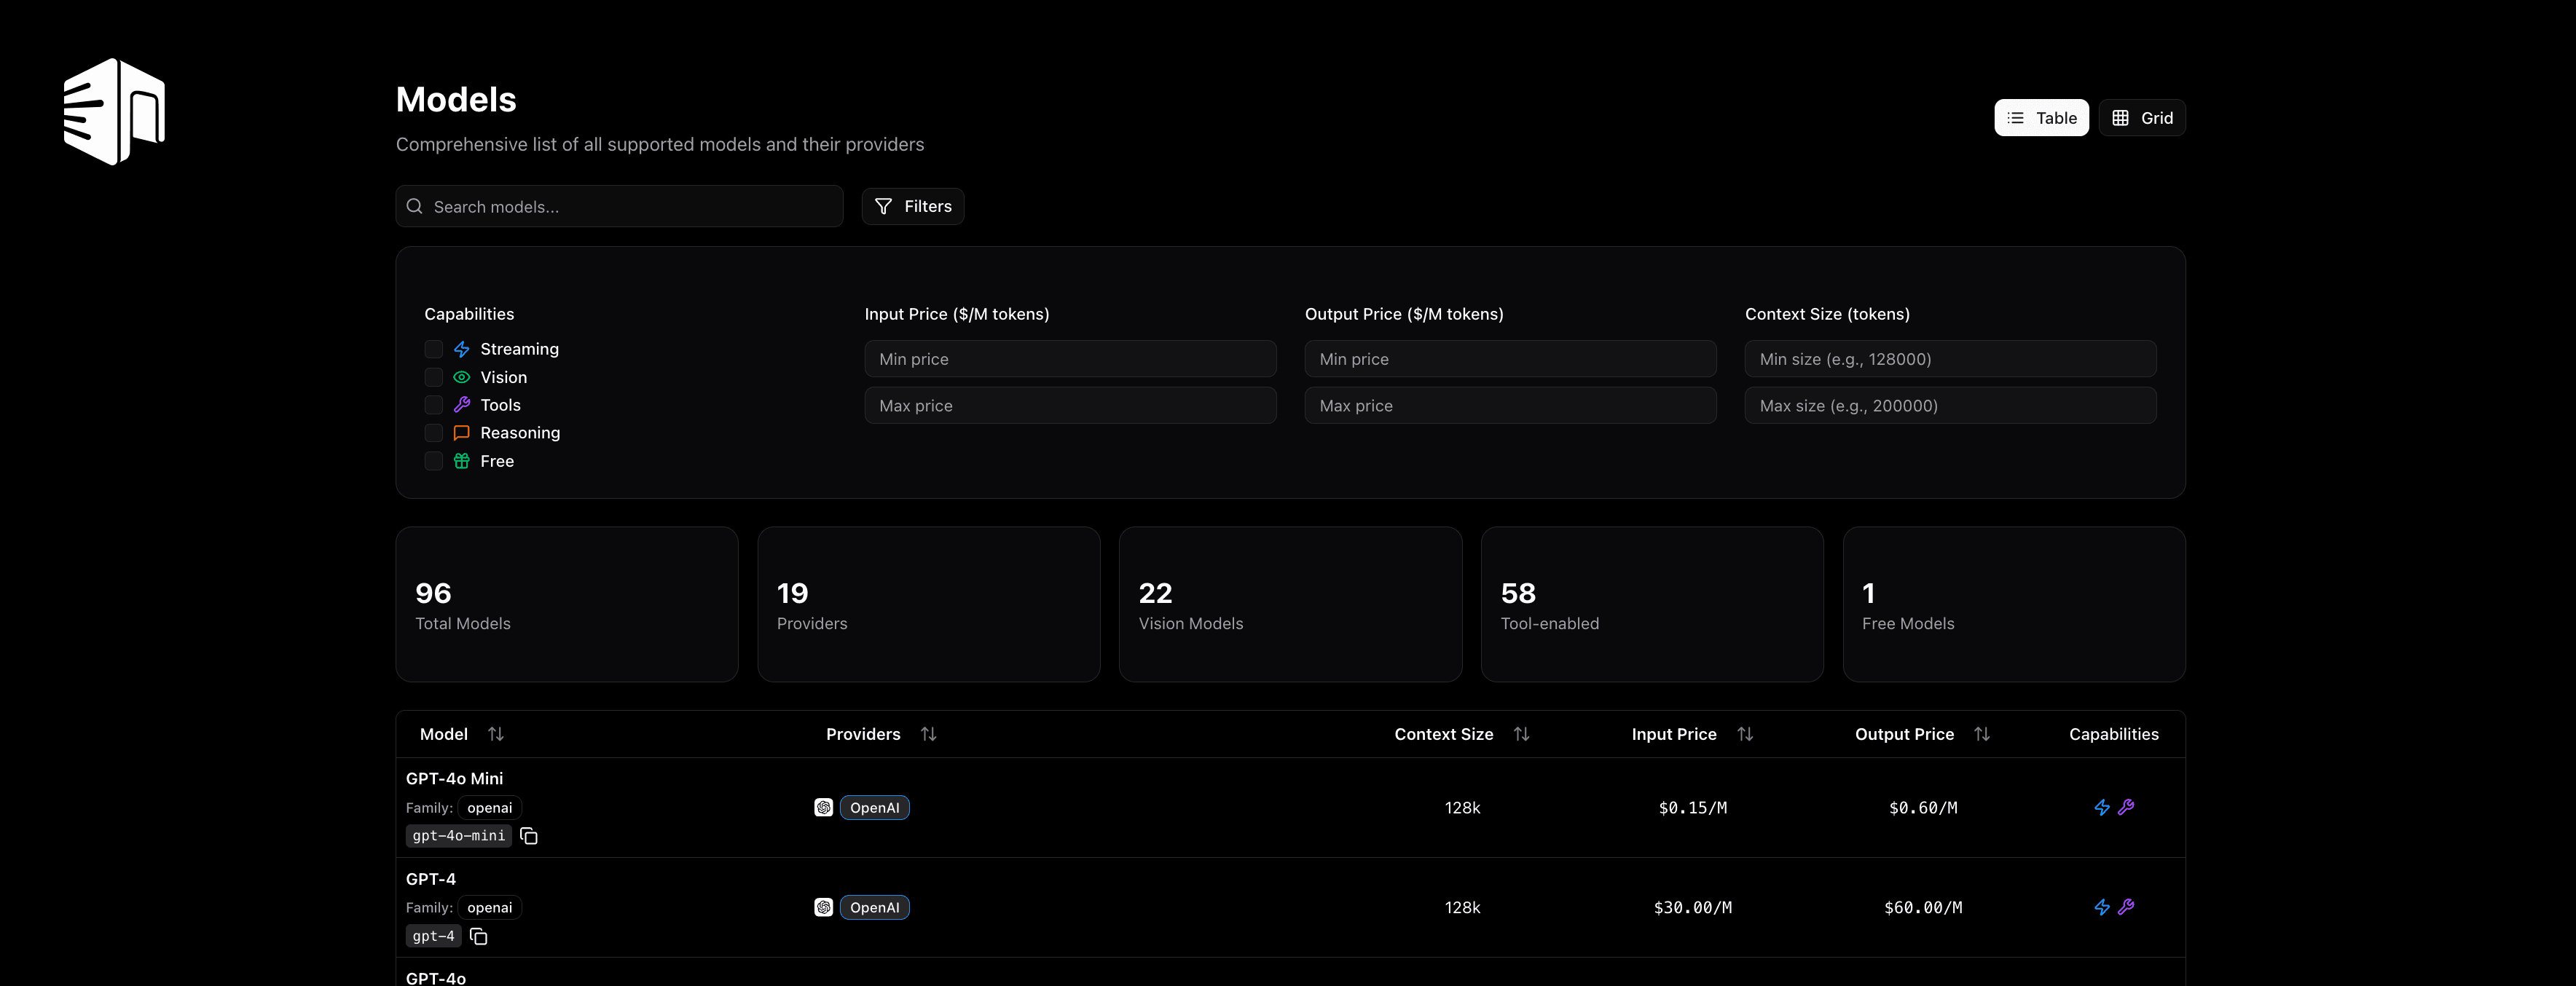 Models
Comprehensive list of all supported models and their providers
Table
Grid
Search models...
Filters
Capabilities
Streaming
Vision
Tools
Reasoning
Free
Input Price ($/M tokens)
Min price
Max price
Output Price ($/M tokens)
Min price
Max price
Context Size (tokens)
Min size (e.g., 128000)
Max size (e.g., 200000)
96
Total Models
19
Providers
22
Vision Models
58
Tool-enabled
1
Free Models
Model Providers Context Size Input Price Output Price Capabilities
GPT-4o Mini
Family: openai
gpt-4o-mini
OpenAI 128k $0.15/M $0.60/M
GPT-4
Family: openai
gpt-4
OpenAI 128k $30.00/M $60.00/M
GPT-4o